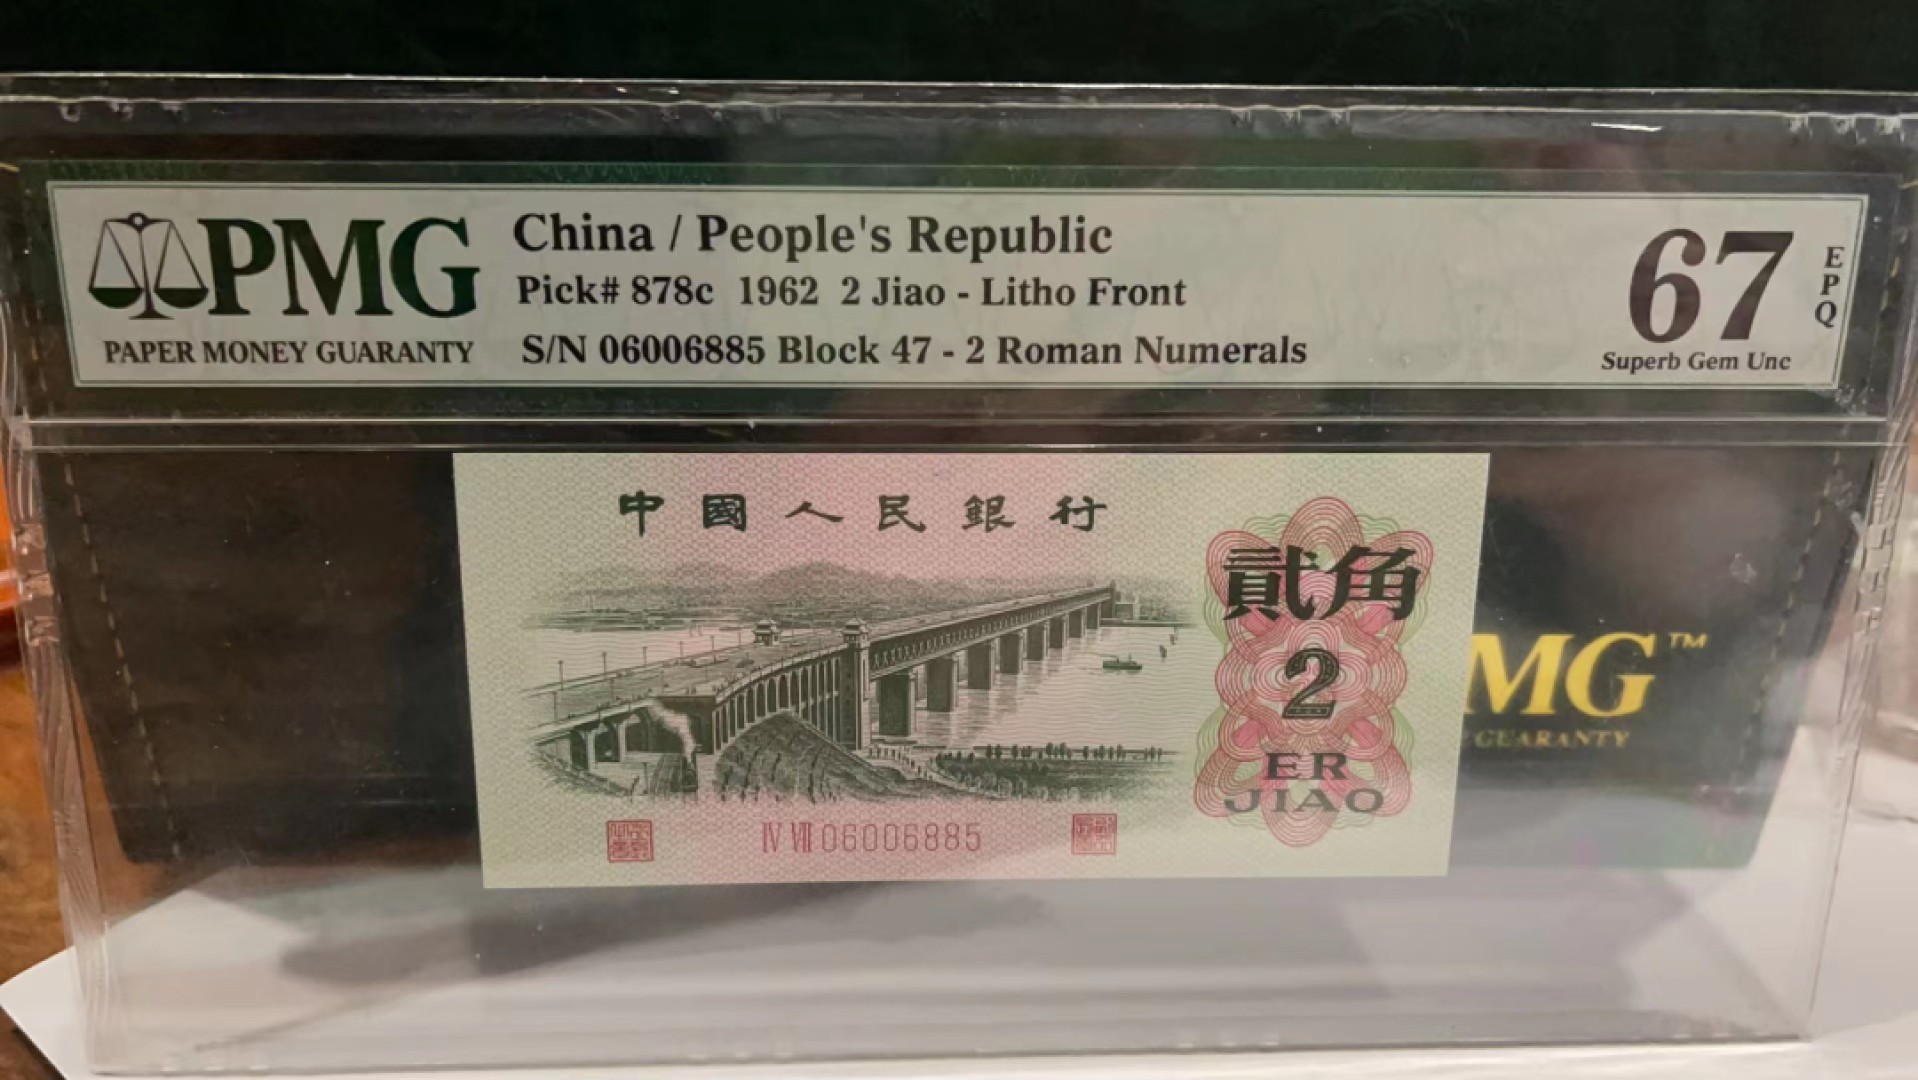 PMG
PAPER MONEY GUARANTY
China / People's Republic
Pick# 878c 1962 2 Jiao - Litho Front
S/N 06006885 Block 47 - 2 Roman Numerals
67
EPQ
Superb Gem Unc
中國人民銀行
貳角
2
ER
JIAO
IV VII 06006885
MG™
GUARANTY